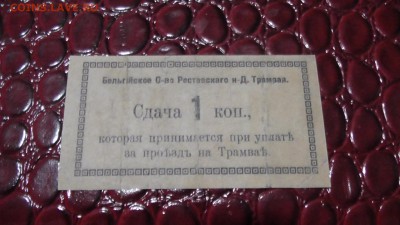 Бельгійское О-во Ростовскаго н-Д. Трамвая.
Сдача 1 коп.,
которая принимается при уплатѣ
за проѣздъ на Трамваѣ